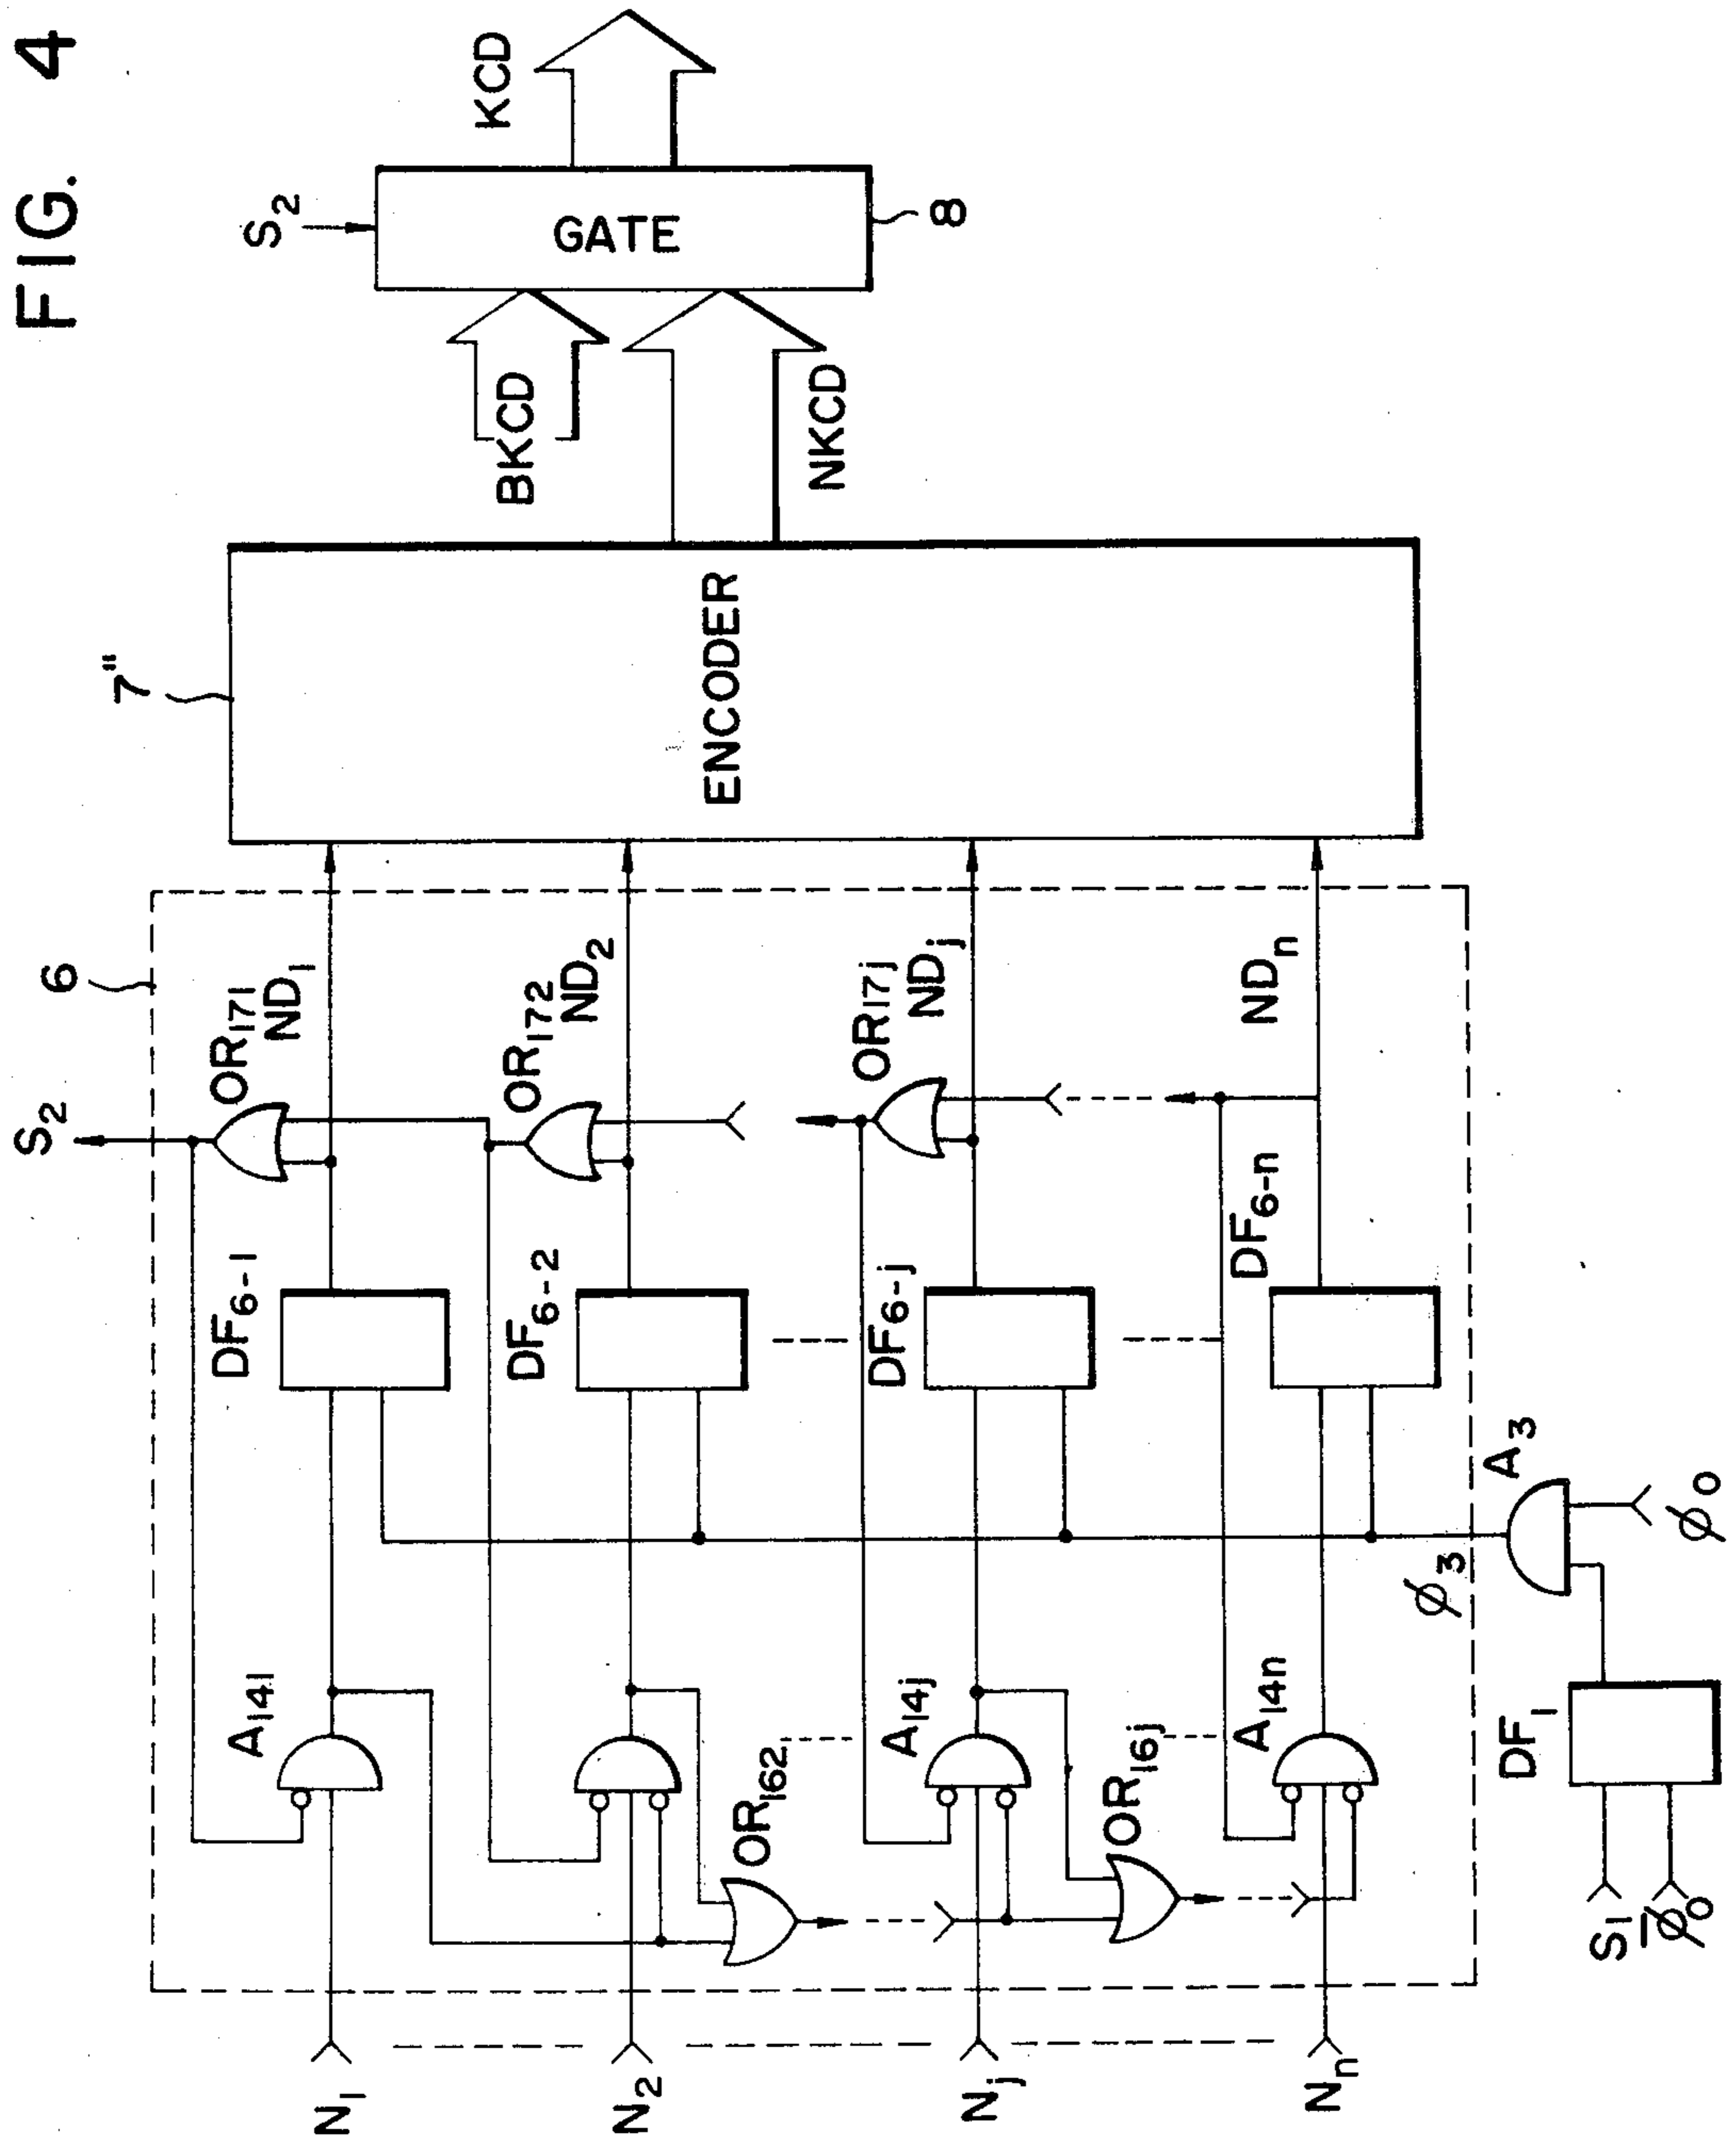 FIG. 4
S₂
6
7"
OR₁₇₁
ND₁
DF₆₋₁
A₁₄₁
N₁
OR₁₇₂
ND₂
DF₆₋₂
OR₁₆₂
N₂
OR₁₇ⱼ
NDⱼ
DF₆₋ⱼ
A₁₄ⱼ
OR₁₆ⱼ
Nⱼ
NDₙ
DF₆₋ₙ
A₁₄ₙ
Nₙ
ENCODER
BKCD
NKCD
S₂
GATE
8
KCD
φ₃
A₃
φ₀
DF₁
S₁
φ̅₀